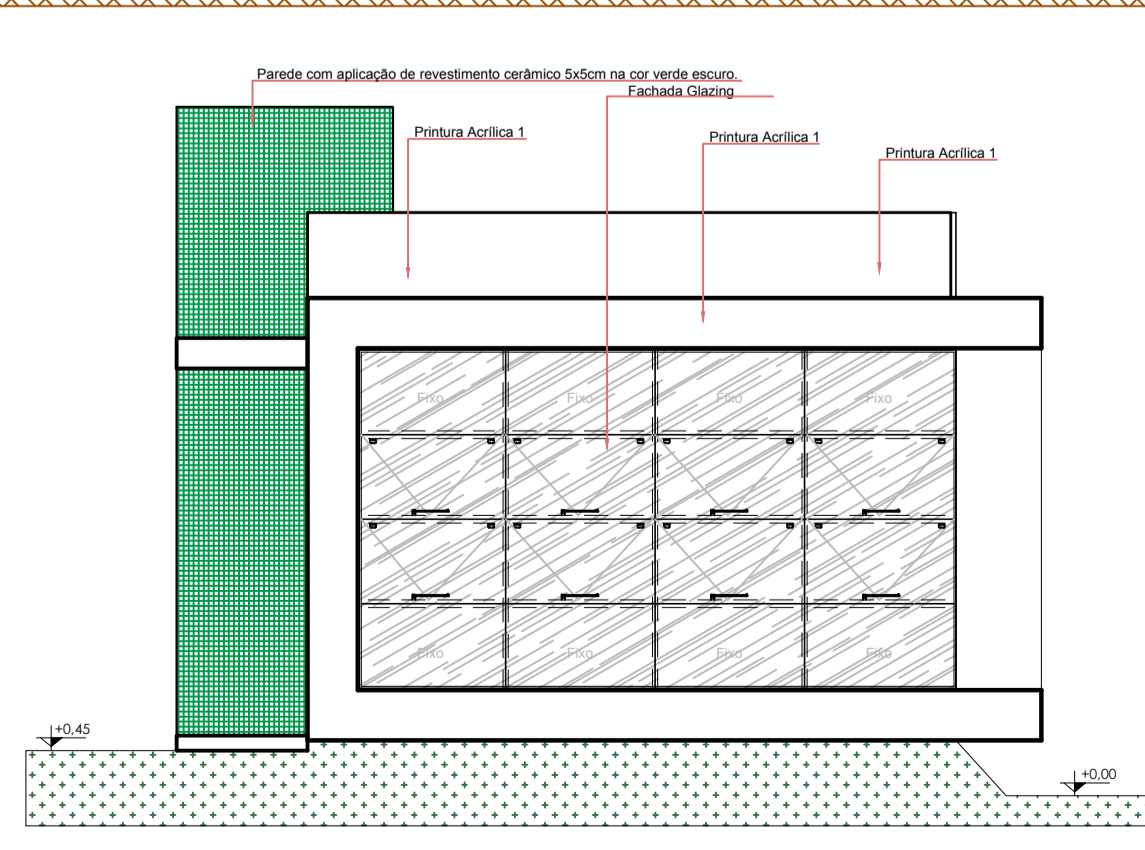 Parede com aplicação de revestimento cerâmico 5x5cm na cor verde escuro.
Fachada Glazing
Printura Acrílica 1
Printura Acrílica 1
Printura Acrílica 1
Fixo
Fixo
Fixo
Fixo
Fixo
Fixo
Fixo
Fixo
+0,45
+0,00